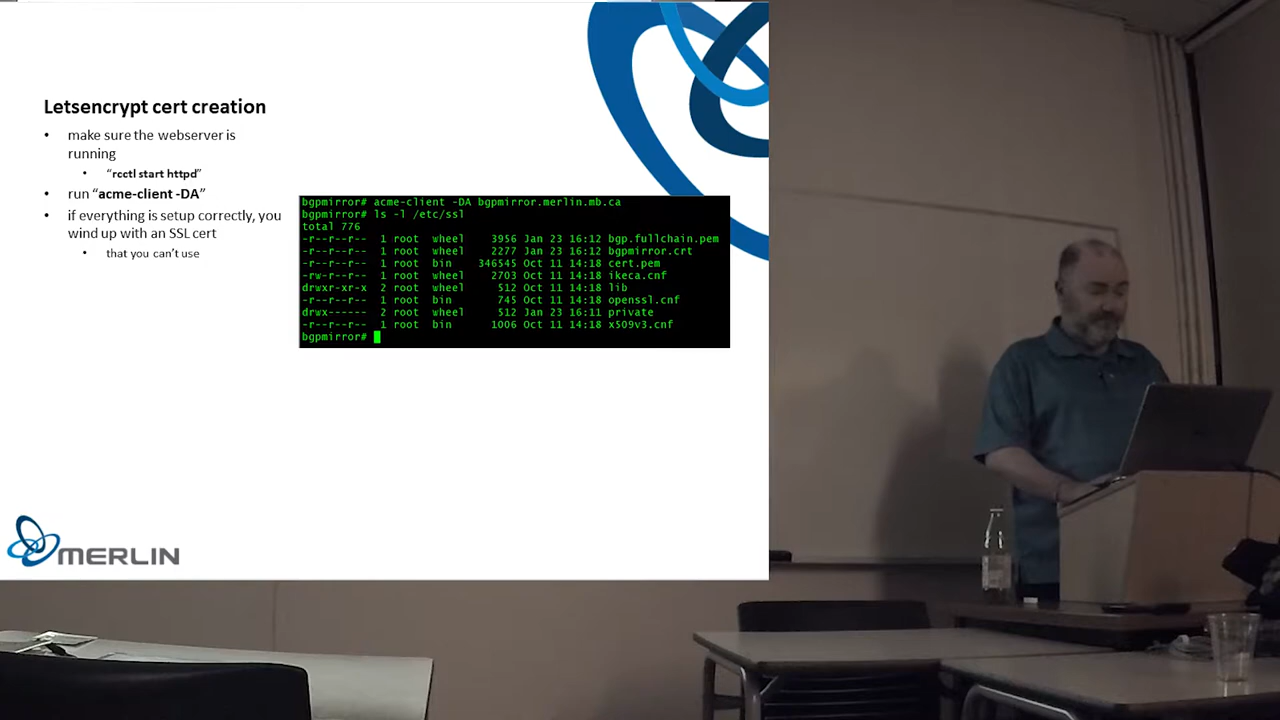 Letsencrypt cert creation
• make sure the webserver is
running
• “rcctl start httpd”
• run “acme-client -DA”
• if everything is setup correctly, you
wind up with an SSL cert
• that you can’t use
bgpmirror# acme-client -DA bgpmirror.merlin.mb.ca
bgpmirror# ls -l /etc/ssl
total 776
-r--r--r-- 1 root wheel 3956 Jan 23 16:12 bgp.fullchain.pem
-r--r--r-- 1 root wheel 2277 Jan 23 16:12 bgpmirror.crt
-r--r--r-- 1 root bin 346545 Oct 11 14:18 cert.pem
-rw-r--r-- 1 root wheel 2703 Oct 11 14:18 ikeca.cnf
drwxr-xr-x 2 root wheel 512 Oct 11 14:18 lib
-r--r--r-- 1 root bin 745 Oct 11 14:18 openssl.cnf
drwx------ 2 root wheel 512 Jan 23 16:11 private
-r--r--r-- 1 root bin 1006 Oct 11 14:18 x509v3.cnf
bgpmirror#
MERLIN